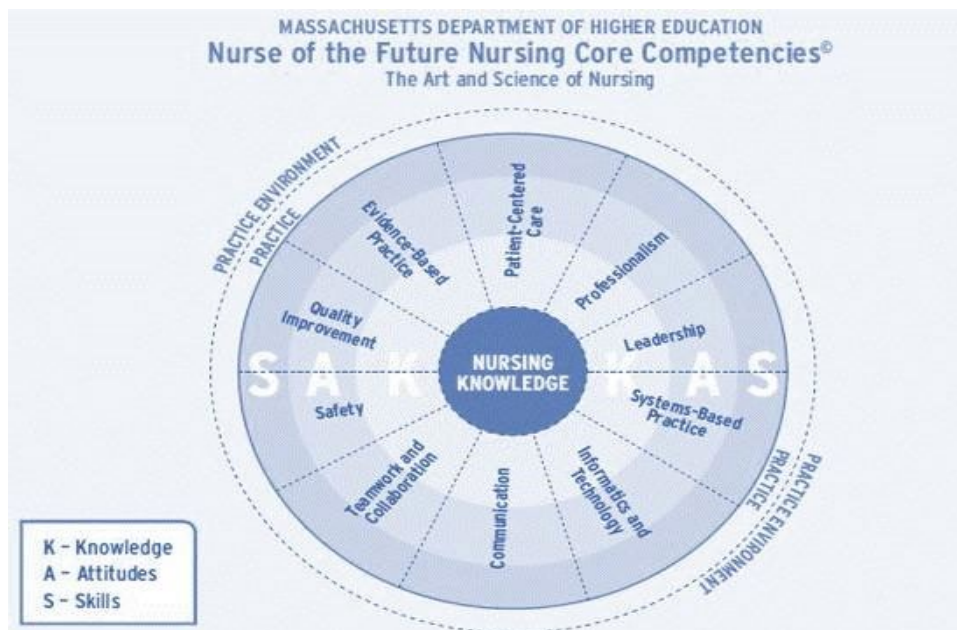 MASSACHUSETTS DEPARTMENT OF HIGHER EDUCATION
Nurse of the Future Nursing Core Competencies©
The Art and Science of Nursing
PRACTICE ENVIRONMENT
PRACTICE
Patient-Centered
Care
Evidence-Based
Practice
Professionalism
Quality
Improvement
Leadership
S A K
NURSING
KNOWLEDGE
K A S
Safety
Systems-Based
Practice
Teamwork and
Collaboration
Communication
Informatics and
Technology
PRACTICE
PRACTICE ENVIRONMENT
K – Knowledge
A – Attitudes
S – Skills